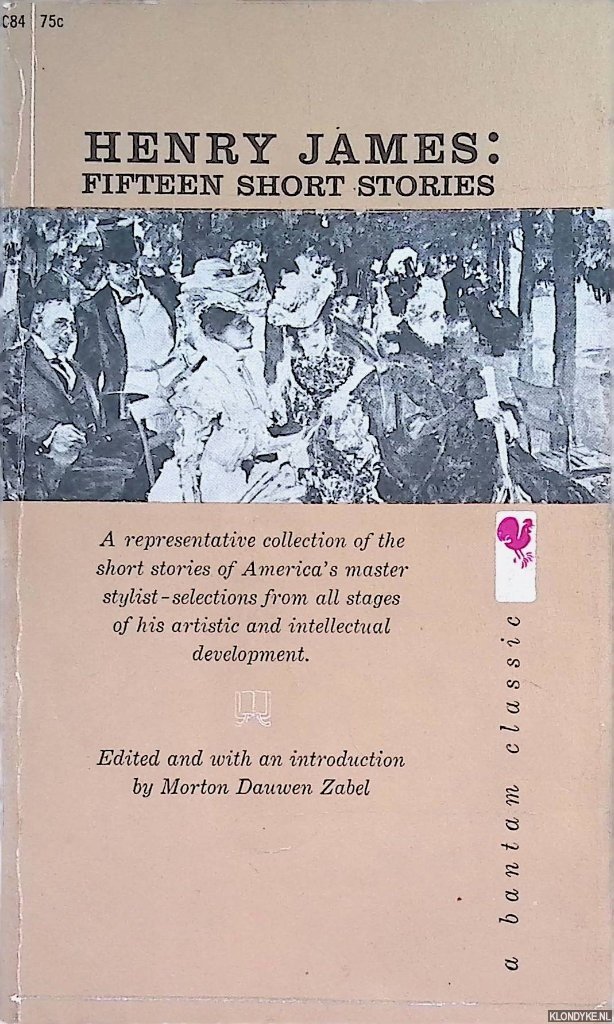 C84 75c
HENRY JAMES:
FIFTEEN SHORT STORIES
A representative collection of the
short stories of America's master
stylist-selections from all stages
of his artistic and intellectual
development.
Edited and with an introduction
by Morton Dauwen Zabel
a bantam classic
KLONDYKE.NL